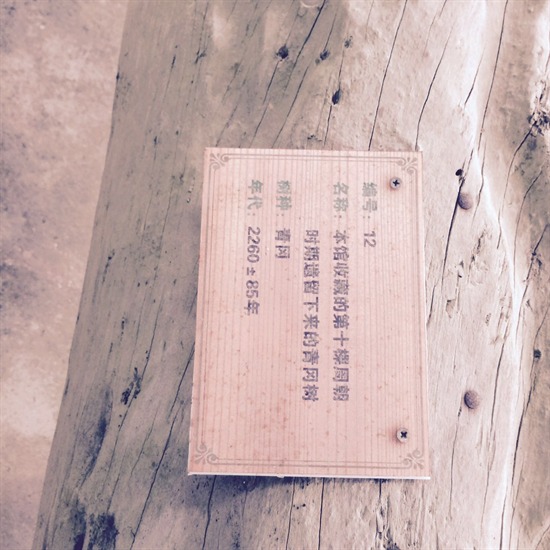 编号: 12
名称: 本馆收藏的第十棵周朝
时期遗留下来的青冈树
树种: 青冈
年代: 2260±85年